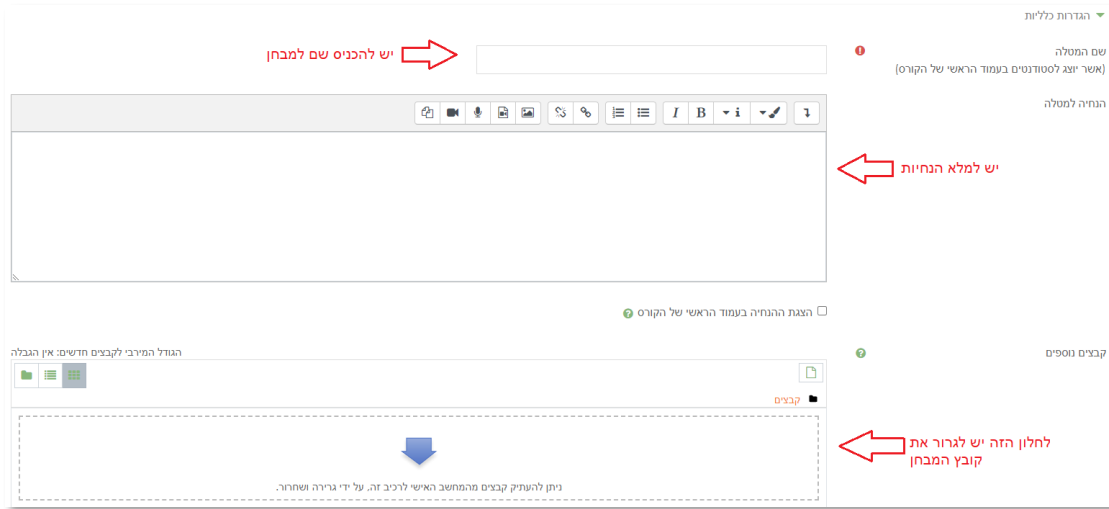 הגדרות כלליות
שם המטלה
(אשר יוצג לסטודנטים בעמוד הראשי של הקורס)
יש להכניס שם למבחן
הנחיה למטלה
יש למלא הנחיות
הצגת ההנחיה בעמוד הראשי של הקורס
קבצים נוספים
הגודל המירבי לקבצים חדשים: אין הגבלה
קבצים
לחלון הזה יש לגרור את
קובץ המבחן
ניתן להעתיק קבצים מהמחשב האישי לרכיב זה, על ידי גרירה ושחרור.